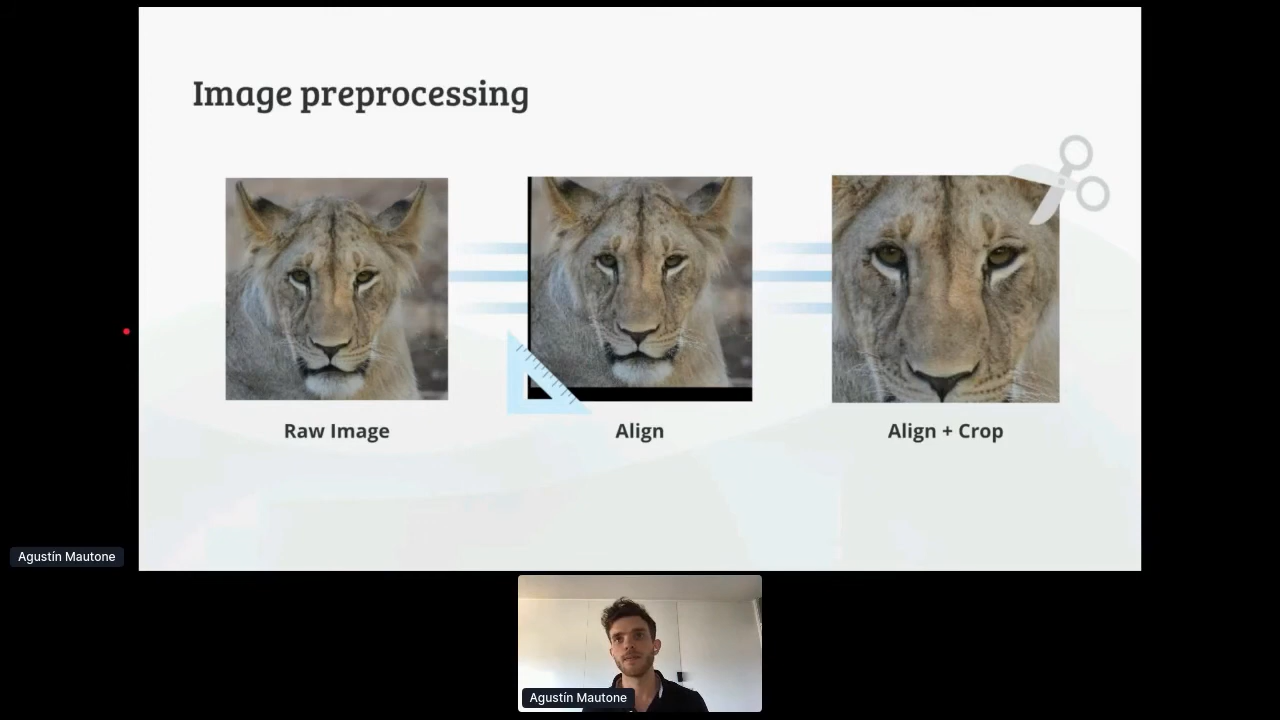 Image preprocessing
Raw Image
Align
Align + Crop
Agustín Mautone
Agustín Mautone